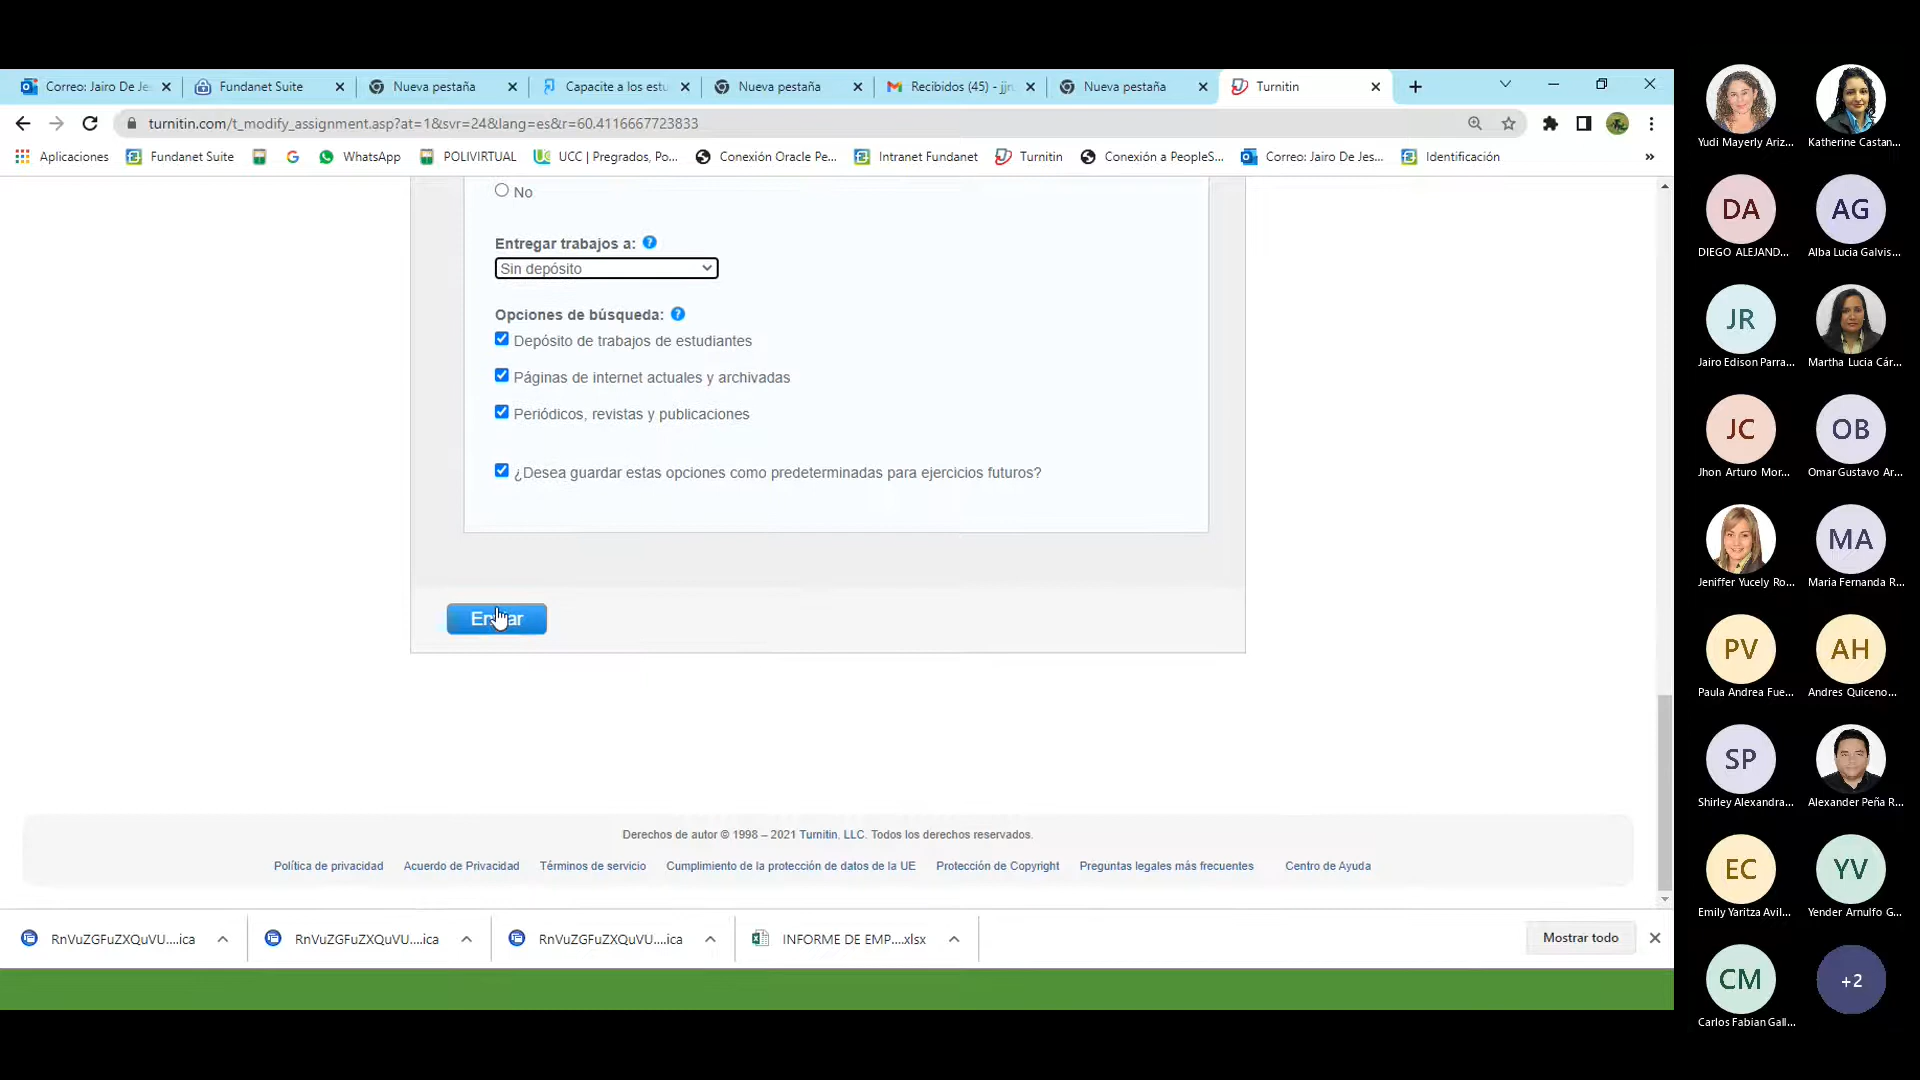 Correo: Jairo De Je
Fundanet Suite
Nueva pestaña
Capacite a los estu
Nueva pestaña
Recibidos (45) - jjr
Nueva pestaña
Turnitin
turnitin.com/t_modify_assignment.asp?at=1&svr=24&lang=es&r=60.4116667723833
Aplicaciones
Fundanet Suite
WhatsApp
POLIVIRTUAL
UCC | Pregrados, Po...
Conexión Oracle Pe...
Intranet Fundanet
Turnitin
Conexión a PeopleS...
Correo: Jairo De Jes...
Identificación
»
No
Entregar trabajos a: ?
Sin depósito
Opciones de búsqueda: ?
Depósito de trabajos de estudiantes
Páginas de internet actuales y archivadas
Periódicos, revistas y publicaciones
¿Desea guardar estas opciones como predeterminadas para ejercicios futuros?
Derechos de autor © 1998 – 2021 Turnitin, LLC. Todos los derechos reservados.
Política de privacidad
Acuerdo de Privacidad
Términos de servicio
Cumplimiento de la protección de datos de la UE
Protección de Copyright
Preguntas legales más frecuentes
Centro de Ayuda
RnVuZGFuZXQuVU....ica
RnVuZGFuZXQuVU....ica
RnVuZGFuZXQuVU....ica
INFORME DE EMP....xlsx
Mostrar todo
Yudi Mayerly Ariz...
Katherine Castan...
DA
DIEGO ALEJAND...
AG
Alba Lucia Galvis...
JR
Jairo Edison Parra...
Martha Lucia Cár...
JC
Jhon Arturo Mor...
OB
Omar Gustavo Ar...
Jeniffer Yucely Ro...
MA
Maria Fernanda R...
PV
Paula Andrea Fue...
AH
Andres Quiceno...
SP
Shirley Alexandra...
Alexander Peña R...
EC
Emily Yaritza Avil...
YV
Yender Arnulfo G...
CM
Carlos Fabian Gall...
+2